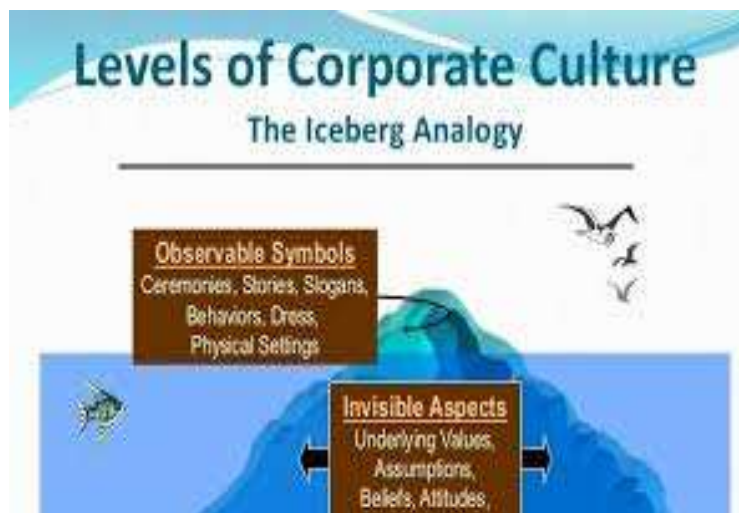 Levels of Corporate Culture
The Iceberg Analogy
Observable Symbols
Ceremonies, Stories, Slogans,
Behaviors, Dress,
Physical Settings
Invisible Aspects
Underlying Values,
Assumptions,
Beliefs, Attitudes,